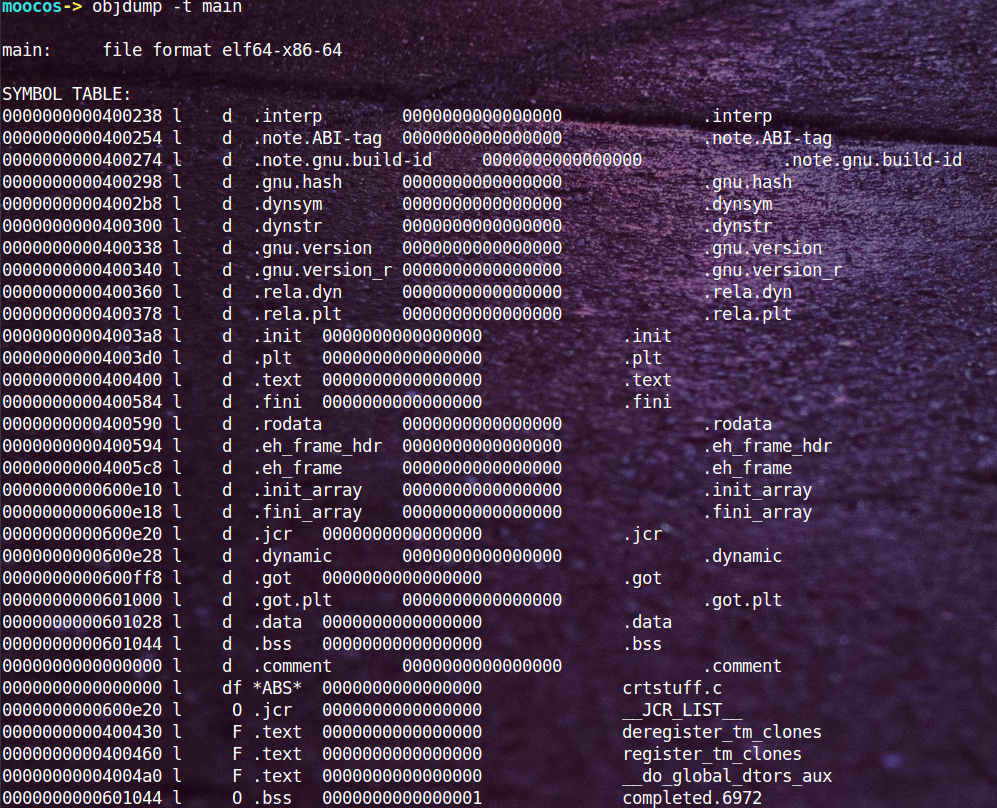 moocos-> objdump -t main
main:     file format elf64-x86-64
SYMBOL TABLE:
0000000000400238 l    d  .interp        0000000000000000              .interp
0000000000400254 l    d  .note.ABI-tag  0000000000000000              .note.ABI-tag
0000000000400274 l    d  .note.gnu.build-id     0000000000000000              .note.gnu.build-id
0000000000400298 l    d  .gnu.hash      0000000000000000              .gnu.hash
00000000004002b8 l    d  .dynsym        0000000000000000              .dynsym
0000000000400300 l    d  .dynstr        0000000000000000              .dynstr
0000000000400338 l    d  .gnu.version   0000000000000000              .gnu.version
0000000000400340 l    d  .gnu.version_r 0000000000000000              .gnu.version_r
0000000000400360 l    d  .rela.dyn      0000000000000000              .rela.dyn
0000000000400378 l    d  .rela.plt      0000000000000000              .rela.plt
00000000004003a8 l    d  .init  0000000000000000              .init
00000000004003d0 l    d  .plt   0000000000000000              .plt
0000000000400400 l    d  .text  0000000000000000              .text
0000000000400584 l    d  .fini  0000000000000000              .fini
0000000000400590 l    d  .rodata        0000000000000000              .rodata
0000000000400594 l    d  .eh_frame_hdr  0000000000000000              .eh_frame_hdr
00000000004005c8 l    d  .eh_frame      0000000000000000              .eh_frame
0000000000600e10 l    d  .init_array    0000000000000000              .init_array
0000000000600e18 l    d  .fini_array    0000000000000000              .fini_array
0000000000600e20 l    d  .jcr   0000000000000000              .jcr
0000000000600e28 l    d  .dynamic       0000000000000000              .dynamic
0000000000600ff8 l    d  .got   0000000000000000              .got
0000000000601000 l    d  .got.plt       0000000000000000              .got.plt
0000000000601028 l    d  .data  0000000000000000              .data
0000000000601044 l    d  .bss   0000000000000000              .bss
0000000000000000 l    d  .comment       0000000000000000              .comment
0000000000000000 l    df *ABS*  0000000000000000              crtstuff.c
0000000000600e20 l     O .jcr   0000000000000000              __JCR_LIST__
0000000000400430 l     F .text  0000000000000000              deregister_tm_clones
0000000000400460 l     F .text  0000000000000000              register_tm_clones
00000000004004a0 l     F .text  0000000000000000              __do_global_dtors_aux
0000000000601044 l     O .bss   0000000000000001              completed.6972